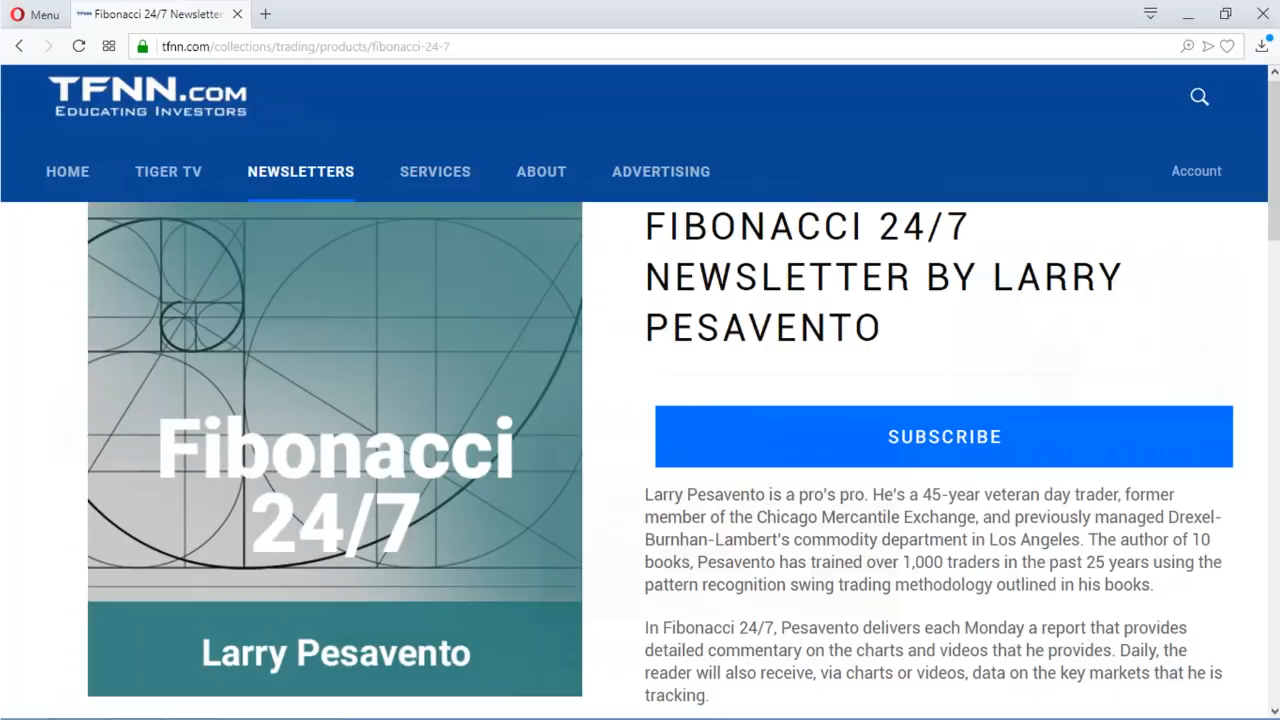 Menu
Fibonacci 24/7 Newsletter
tfnn.com/collections/trading/products/fibonacci-24-7
TFNN.COM
EDUCATING INVESTORS
HOME
TIGER TV
NEWSLETTERS
SERVICES
ABOUT
ADVERTISING
Account
Fibonacci
24/7
Larry Pesavento
FIBONACCI 24/7
NEWSLETTER BY LARRY
PESAVENTO
SUBSCRIBE
Larry Pesavento is a pro's pro. He's a 45-year veteran day trader, former
member of the Chicago Mercantile Exchange, and previously managed Drexel-
Burnhan-Lambert's commodity department in Los Angeles. The author of 10
books, Pesavento has trained over 1,000 traders in the past 25 years using the
pattern recognition swing trading methodology outlined in his books.
In Fibonacci 24/7, Pesavento delivers each Monday a report that provides
detailed commentary on the charts and videos that he provides. Daily, the
reader will also receive, via charts or videos, data on the key markets that he is
tracking.